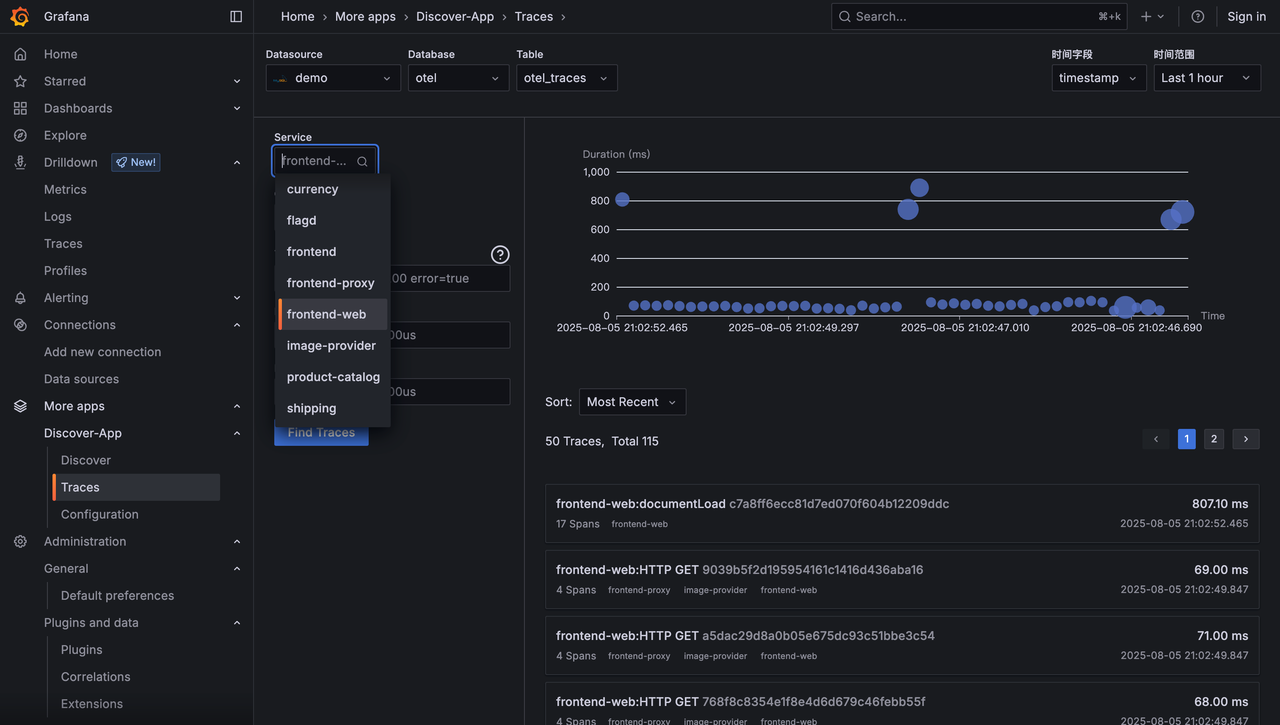 Grafana
Home
Starred
Dashboards
Explore
Drilldown New!
Metrics
Logs
Traces
Profiles
Alerting
Connections
Add new connection
Data sources
More apps
Discover-App
Discover
Traces
Configuration
Administration
General
Default preferences
Plugins and data
Plugins
Correlations
Extensions
Home › More apps › Discover-App › Traces ›
Search... ⌘+k
Sign in
Datasource Database Table
demo otel otel_traces
时间字段 时间范围
timestamp Last 1 hour
Service
frontend-...
currency
flagd
frontend
frontend-proxy
frontend-web
image-provider
product-catalog
shipping
00 error=true
00us
00us
Find Traces
Duration (ms)
1,000
800
600
400
200
0
2025-08-05 21:02:52.465 2025-08-05 21:02:49.297 2025-08-05 21:02:47.010 2025-08-05 21:02:46.690
Time
Sort: Most Recent
50 Traces, Total 115
‹ 1 2 ›
frontend-web:documentLoad c7a8ff6ecc81d7ed070f604b12209ddc 807.10 ms
17 Spans frontend-web 2025-08-05 21:02:52.465
frontend-web:HTTP GET 9039b5f2d195954161c1416d436aba16 69.00 ms
4 Spans frontend-proxy image-provider frontend-web 2025-08-05 21:02:49.847
frontend-web:HTTP GET a5dac29d8a0b05e675dc93c51bbe3c54 71.00 ms
4 Spans frontend-proxy image-provider frontend-web 2025-08-05 21:02:49.847
frontend-web:HTTP GET 768f8c8354e1f8e4d6d679c46febb55f 68.00 ms
4 Spans frontend-proxy image-provider frontend-web 2025-08-05 21:02:49.847